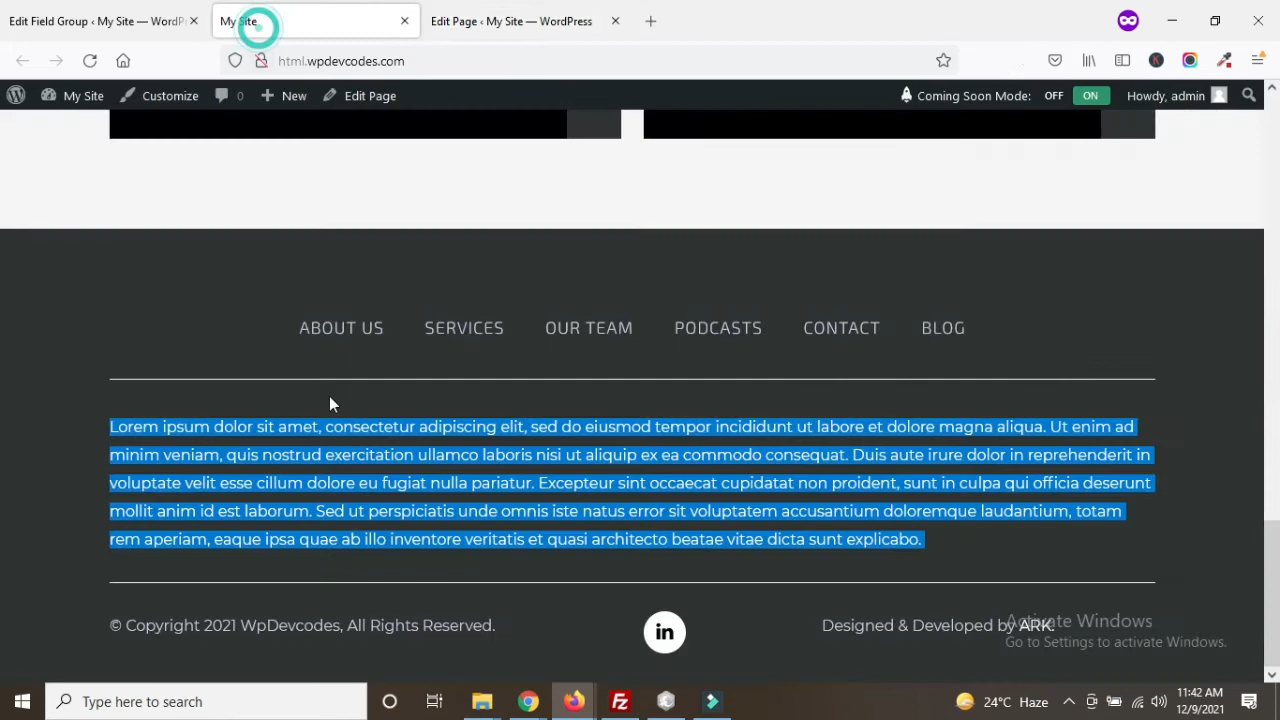 Edit Field Group ‹ My Site — WordP
My Site
Edit Page ‹ My Site — WordPress
html.wpdevcodes.com
My Site
Customize
0
New
Edit Page
Coming Soon Mode: OFF ON
Howdy, admin
ABOUT US SERVICES OUR TEAM PODCASTS CONTACT BLOG
Lorem ipsum dolor sit amet, consectetur adipiscing elit, sed do eiusmod tempor incididunt ut labore et dolore magna aliqua. Ut enim ad
minim veniam, quis nostrud exercitation ullamco laboris nisi ut aliquip ex ea commodo consequat. Duis aute irure dolor in reprehenderit in
voluptate velit esse cillum dolore eu fugiat nulla pariatur. Excepteur sint occaecat cupidatat non proident, sunt in culpa qui officia deserunt
mollit anim id est laborum. Sed ut perspiciatis unde omnis iste natus error sit voluptatem accusantium doloremque laudantium, totam
rem aperiam, eaque ipsa quae ab illo inventore veritatis et quasi architecto beatae vitae dicta sunt explicabo.
© Copyright 2021 WpDevcodes, All Rights Reserved.
in
Designed & Developed by ARK.
Activate Windows
Go to Settings to activate Windows.
Type here to search
24°C Haze
11:42 AM
12/9/2021